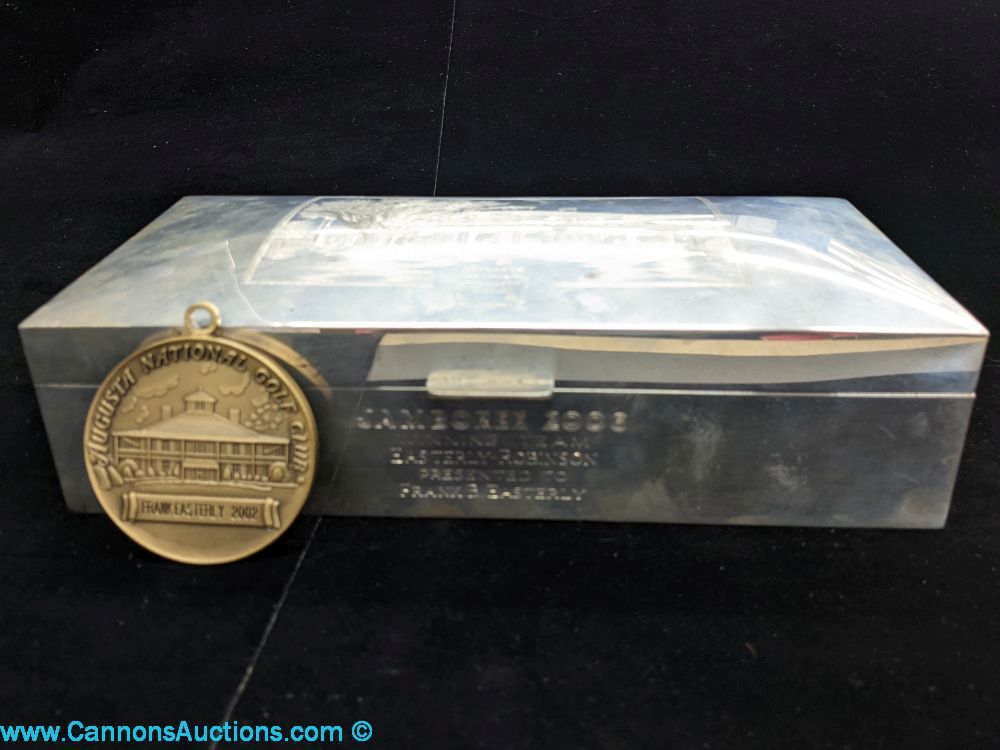 AUGUSTA NATIONAL GOLF CLUB
FRANK EASTERLY 2002
JAMBOREE 2003
WINNING TEAM
EASTERLY-ROBINSON
PRESENTED TO
FRANK B EASTERLY
www.CannonsAuctions.com ©